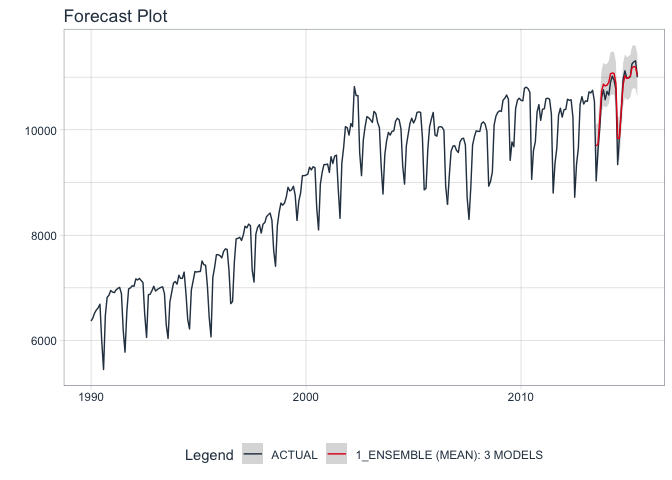 Forecast Plot
10000
8000
6000
1990
2000
2010
Legend
ACTUAL
1_ENSEMBLE (MEAN): 3 MODELS